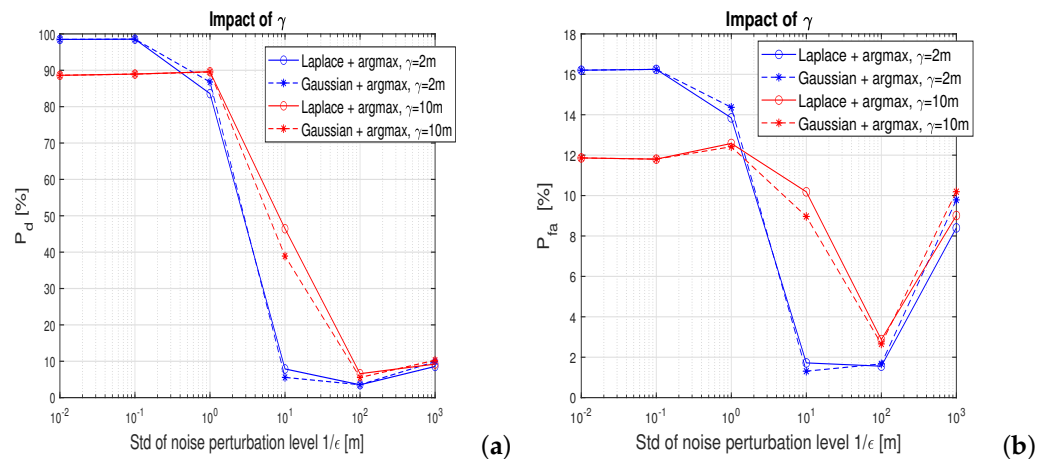 Impact of γ
100
90
80
70
60
50
40
30
20
10
0
P_d [%]
10^-2
10^-1
10^0
10^1
10^2
10^3
Std of noise perturbation level 1/ϵ [m]
Laplace + argmax, γ=2m
Gaussian + argmax, γ=2m
Laplace + argmax, γ=10m
Gaussian + argmax, γ=10m
(a)
Impact of γ
18
16
14
12
10
8
6
4
2
0
P_fa [%]
10^-2
10^-1
10^0
10^1
10^2
10^3
Std of noise perturbation level 1/ϵ [m]
Laplace + argmax, γ=2m
Gaussian + argmax, γ=2m
Laplace + argmax, γ=10m
Gaussian + argmax, γ=10m
(b)